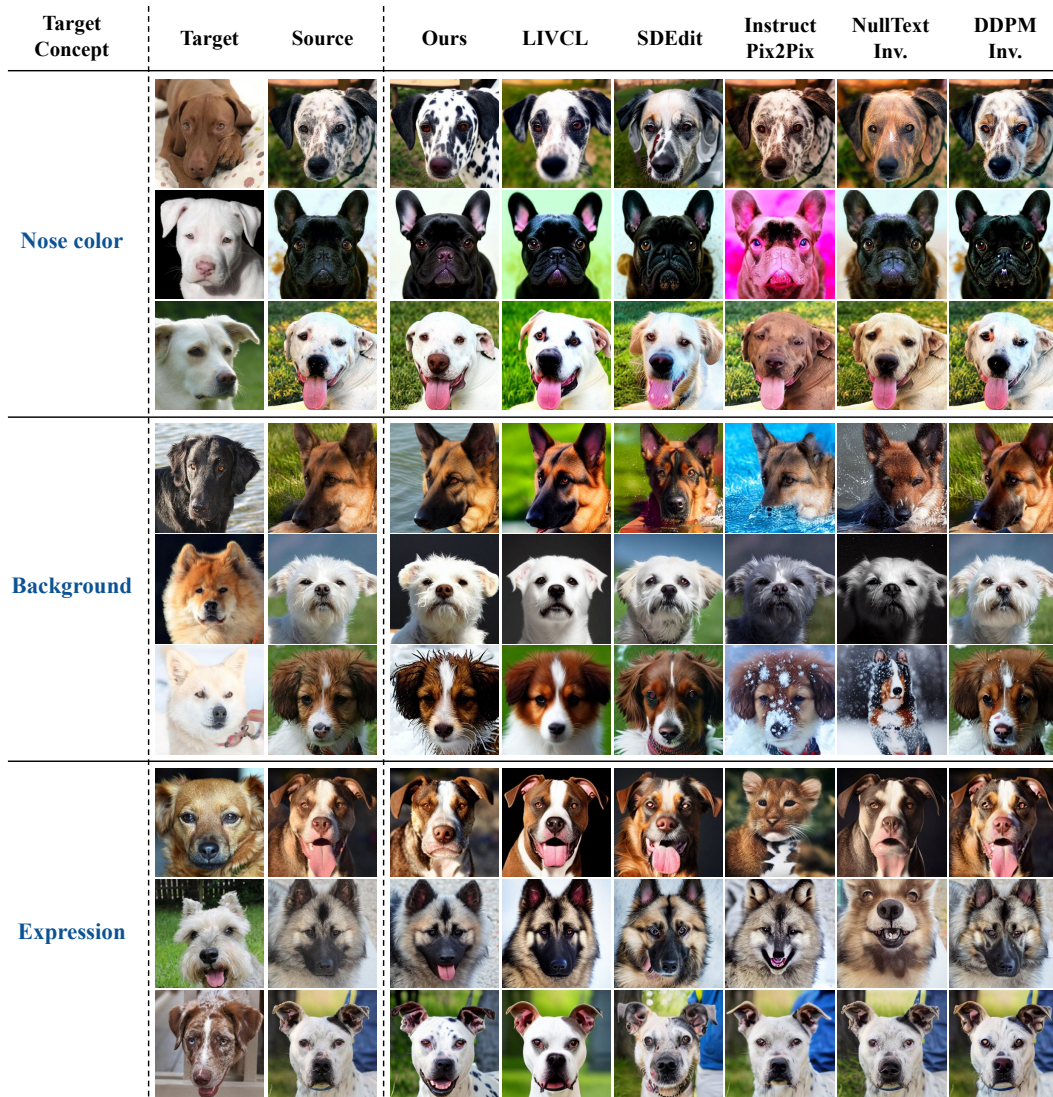 Target
Concept
Target
Source
Ours
LIVCL
SDEdit
Instruct
Pix2Pix
NullText
Inv.
DDPM
Inv.
Nose color
Background
Expression